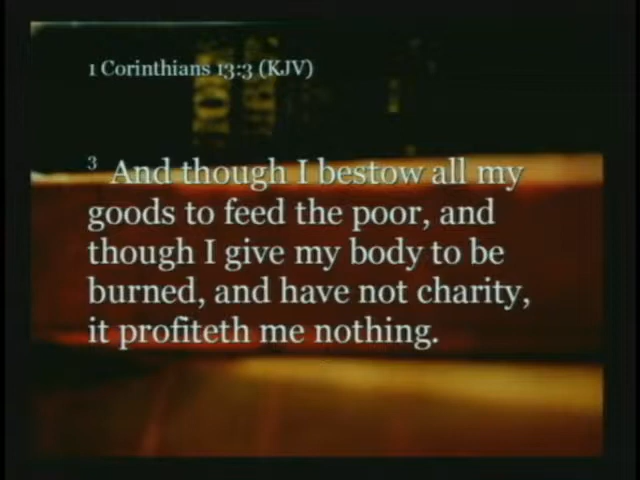 1 Corinthians 13:3 (KJV)
3 And though I bestow all my
goods to feed the poor, and
though I give my body to be
burned, and have not charity,
it profiteth me nothing.